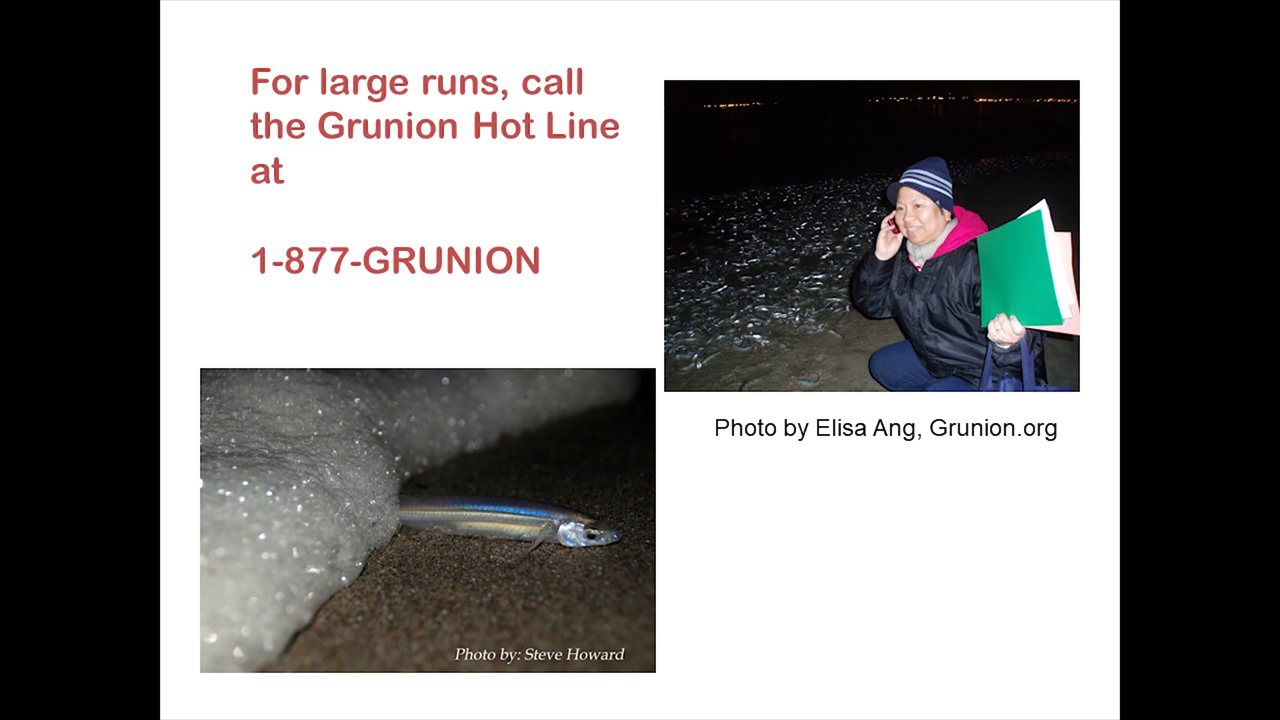 For large runs, call
the Grunion Hot Line
at
1-877-GRUNION
Photo by Elisa Ang, Grunion.org
Photo by: Steve Howard